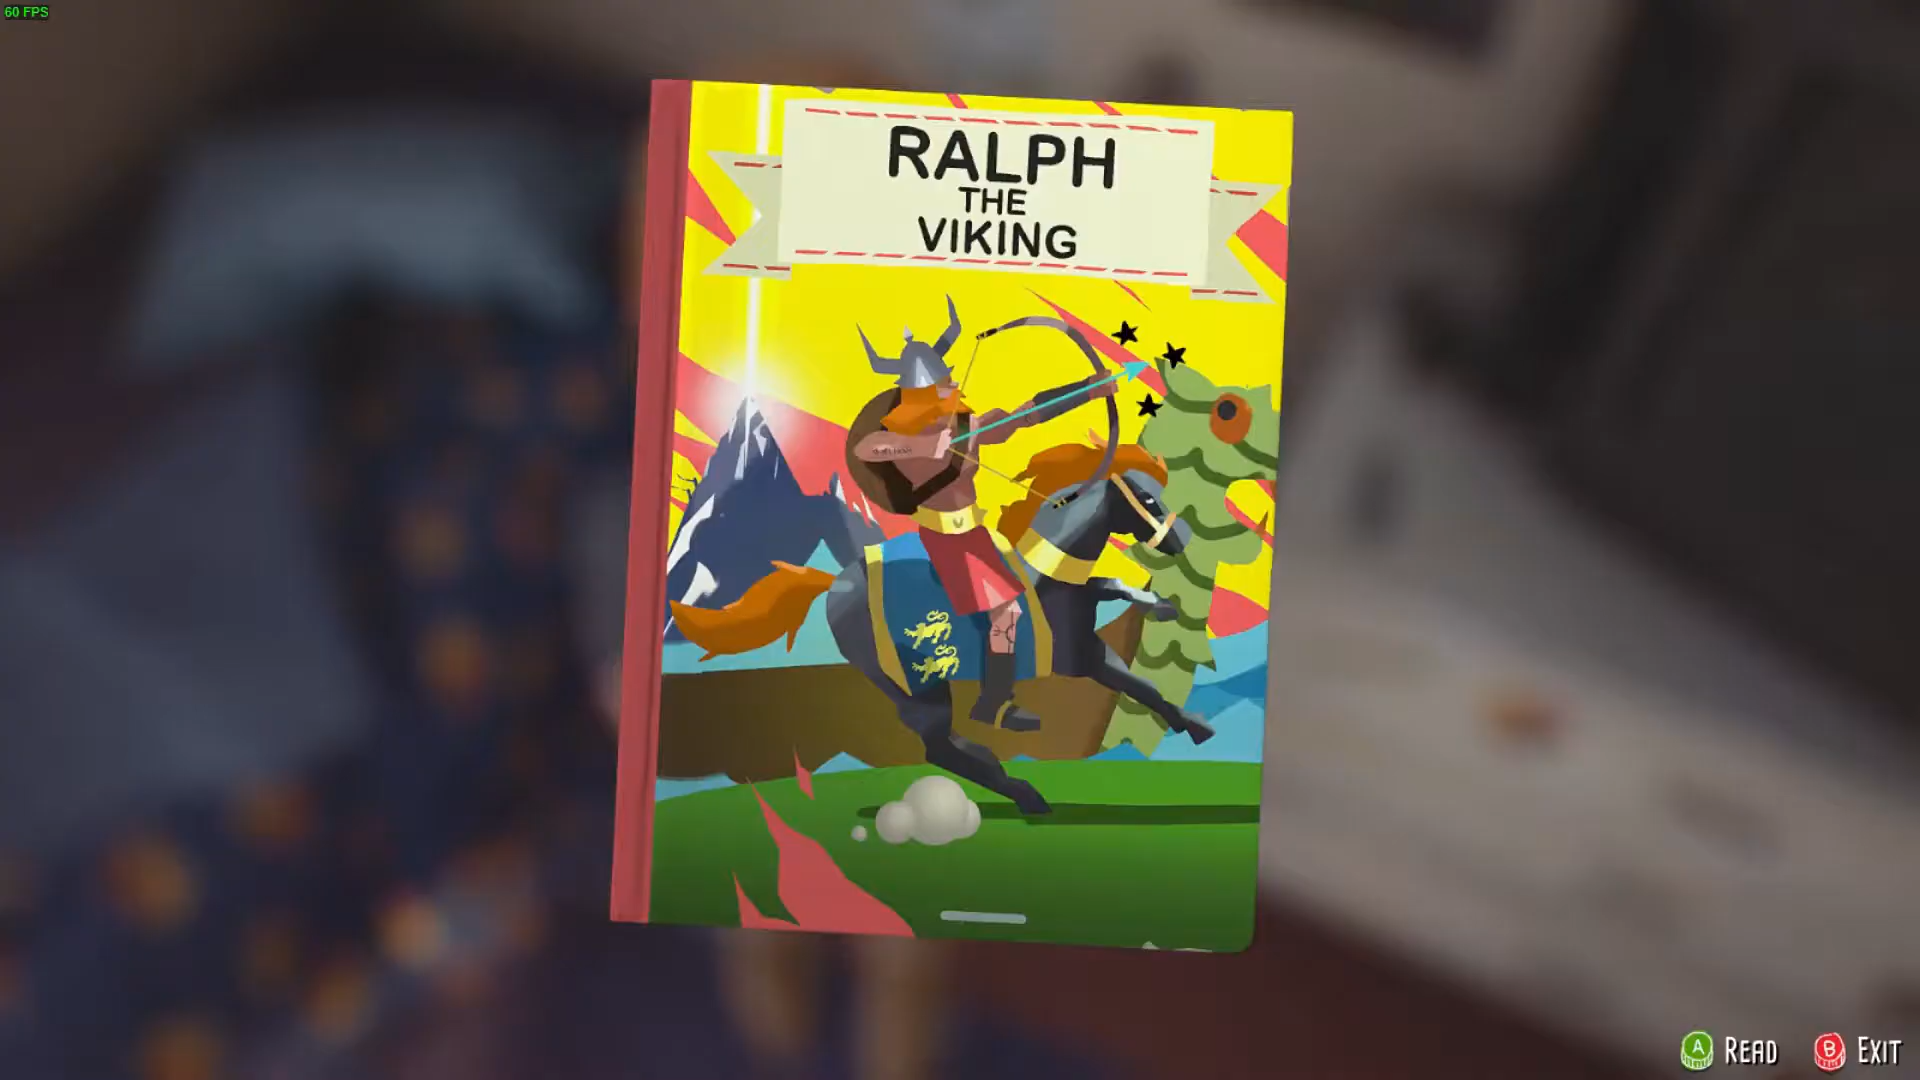 60 FPS
RALPH
THE
VIKING
A READ B EXIT